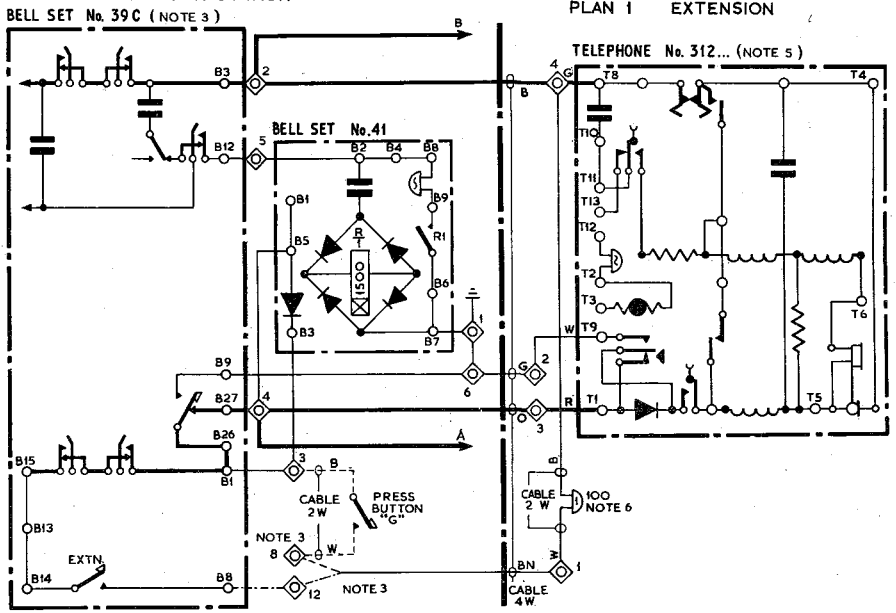 PLAN 1 EXTENSION
BELL SET No. 39C (NOTE 3)
B
TELEPHONE No. 312... (NOTE 5)
B3
2
B
4
G
T8
T4
B12
5
BELL SET No. 41
B2
B4
B8
T10
B1
B9
T11
T13
B5
R
1
1500
R1
T12
T2
B6
T3
T6
B3
B7
1
W
T9
B9
6
G
2
B27
4
O
3
R
T1
T5
B26
A
B15
B1
3
B
CABLE
2W
PRESS
BUTTON
"G"
B
CABLE
2 W
1
100
NOTE 6
B13
W
NOTE 3
8
W
EXTN.
B14
B8
12
NOTE 3
BN
1
CABLE
4W.